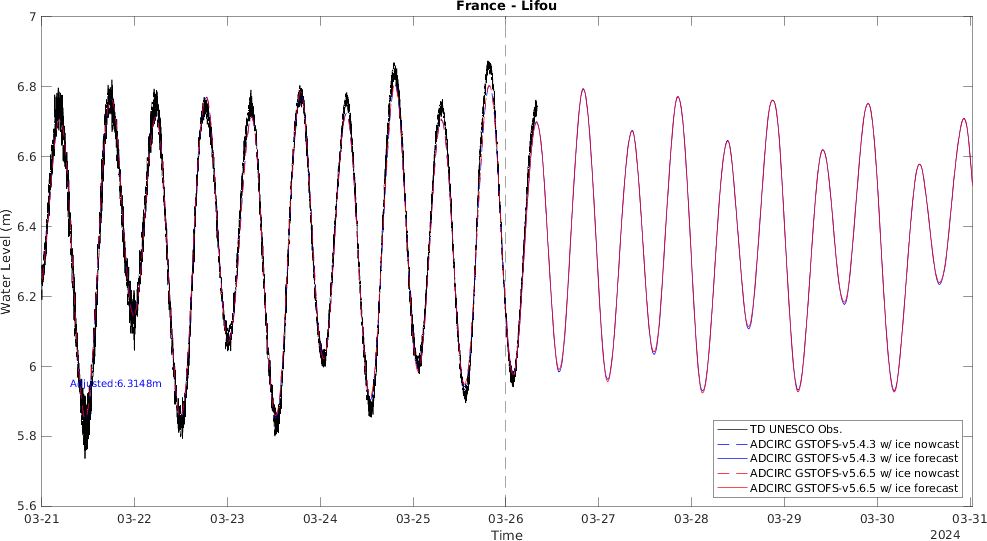 France - Lifou
7
6.8
6.6
6.4
6.2
6
5.8
5.6
Water Level (m)
Adjusted:6.3148m
TD UNESCO Obs.
ADCIRC GSTOFS-v5.4.3 w/ ice nowcast
ADCIRC GSTOFS-v5.4.3 w/ ice forecast
ADCIRC GSTOFS-v5.6.5 w/ ice nowcast
ADCIRC GSTOFS-v5.6.5 w/ ice forecast
03-21 03-22 03-23 03-24 03-25 03-26 03-27 03-28 03-29 03-30 03-31
Time
2024